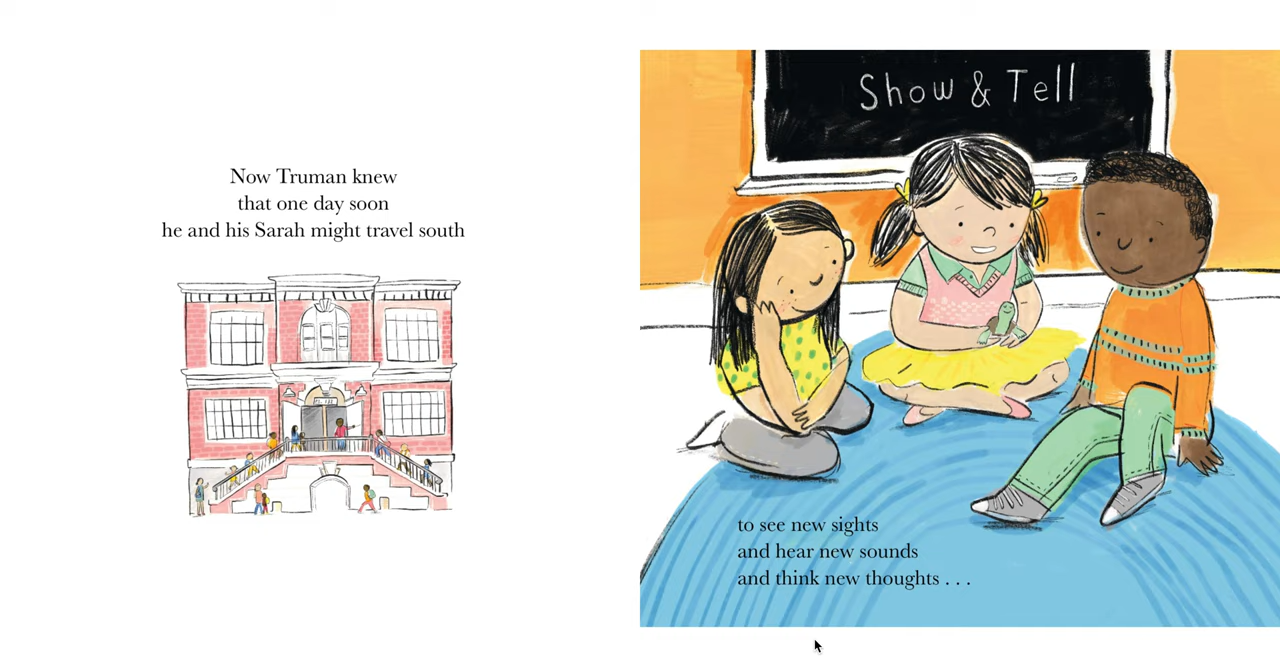 Now Truman knew
that one day soon
he and his Sarah might travel south
Show & Tell
to see new sights
and hear new sounds
and think new thoughts . . .